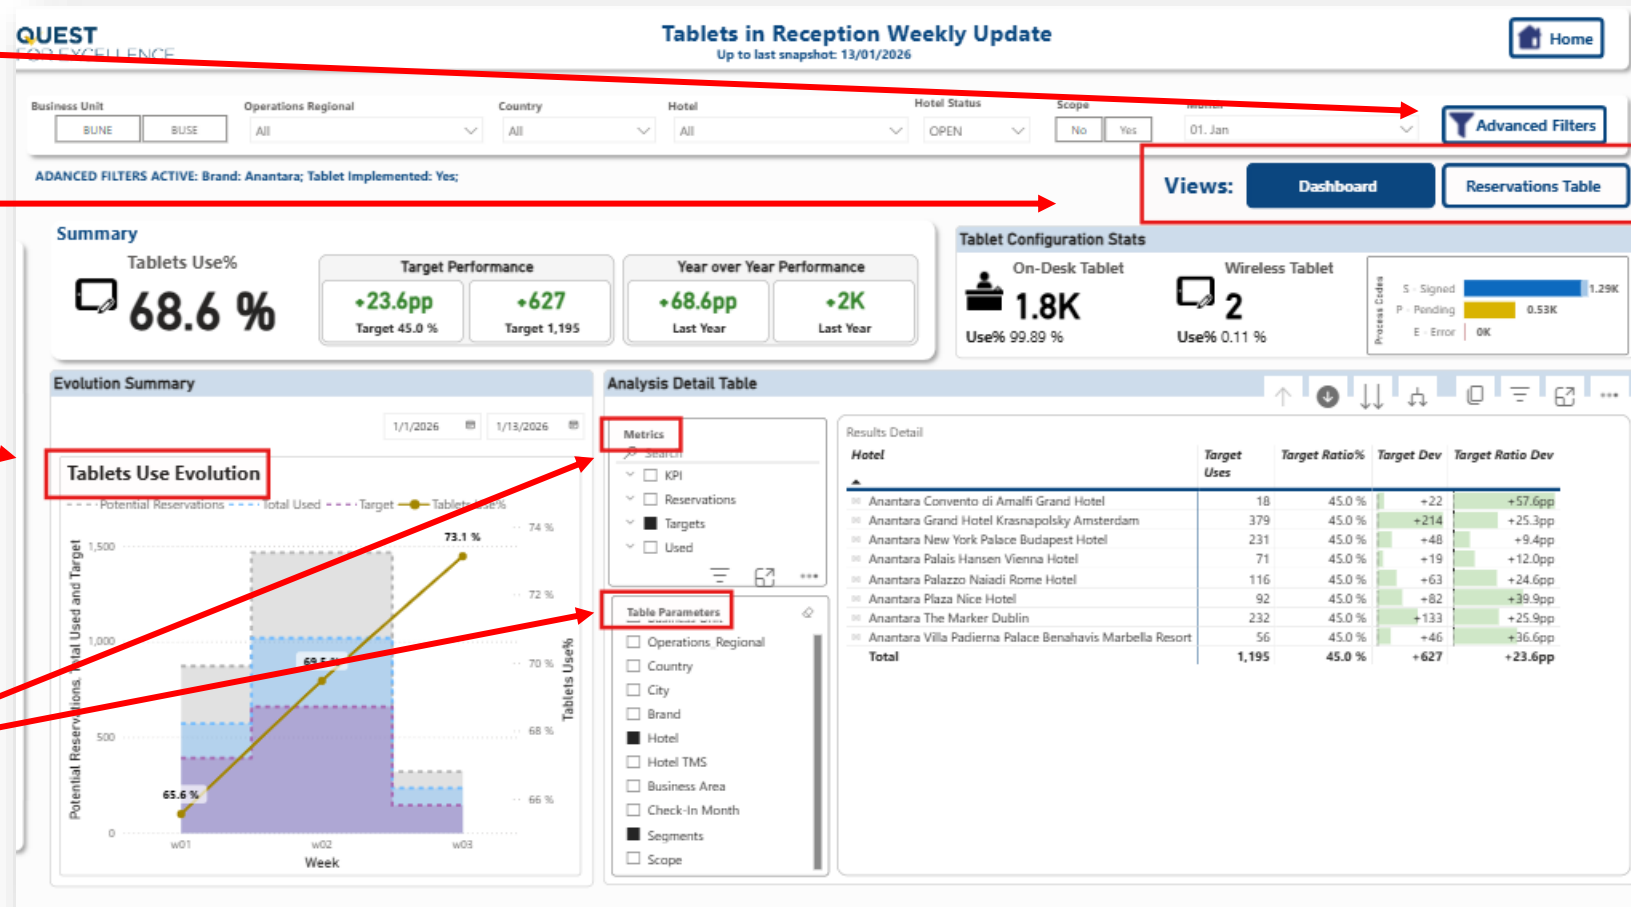 QUEST
FOR EXCELLENCE
Tablets in Reception Weekly Update
Up to last snapshot: 13/01/2026
Home
Business Unit
BUNE
BUSE
Operations Regional
All
Country
All
Hotel
All
Hotel Status
OPEN
Scope
No
Yes
Month
01. Jan
Advanced Filters
ADANCED FILTERS ACTIVE: Brand: Anantara; Tablet Implemented: Yes;
Views:
Dashboard
Reservations Table
Summary
Tablets Use%
68.6 %
Target Performance
+23.6pp
Target 45.0 %
+627
Target 1,195
Year over Year Performance
+68.6pp
Last Year
+2K
Last Year
Tablet Configuration Stats
On-Desk Tablet
1.8K
Use% 99.89 %
Wireless Tablet
2
Use% 0.11 %
Process Codes
S - Signed
1.29K
P - Pending
0.53K
E - Error
0K
Evolution Summary
1/1/2026
1/13/2026
Tablets Use Evolution
Potential Reservations
Total Used
Target
Tablets Use%
Potential Reservations, Total Used and Target
1,500
1,000
500
0
74 %
72 %
70 %
68 %
66 %
Tablets Use%
65.6 %
69.5 %
73.1 %
w01
w02
w03
Week
Analysis Detail Table
Metrics
Search
KPI
Reservations
Targets
Used
Table Parameters
Operations_Regional
Country
City
Brand
Hotel
Hotel TMS
Business Area
Check-In Month
Segments
Scope
Results Detail
Hotel Target Uses Target Ratio% Target Dev Target Ratio Dev
Anantara Convento di Amalfi Grand Hotel 18 45.0 % +22 +57.6pp
Anantara Grand Hotel Krasnapolsky Amsterdam 379 45.0 % +214 +25.3pp
Anantara New York Palace Budapest Hotel 231 45.0 % +48 +9.4pp
Anantara Palais Hansen Vienna Hotel 71 45.0 % +19 +12.0pp
Anantara Palazzo Naiadi Rome Hotel 116 45.0 % +63 +24.6pp
Anantara Plaza Nice Hotel 92 45.0 % +82 +39.9pp
Anantara The Marker Dublin 232 45.0 % +133 +25.9pp
Anantara Villa Padierna Palace Benahavis Marbella Resort 56 45.0 % +46 +36.6pp
Total 1,195 45.0 % +627 +23.6pp